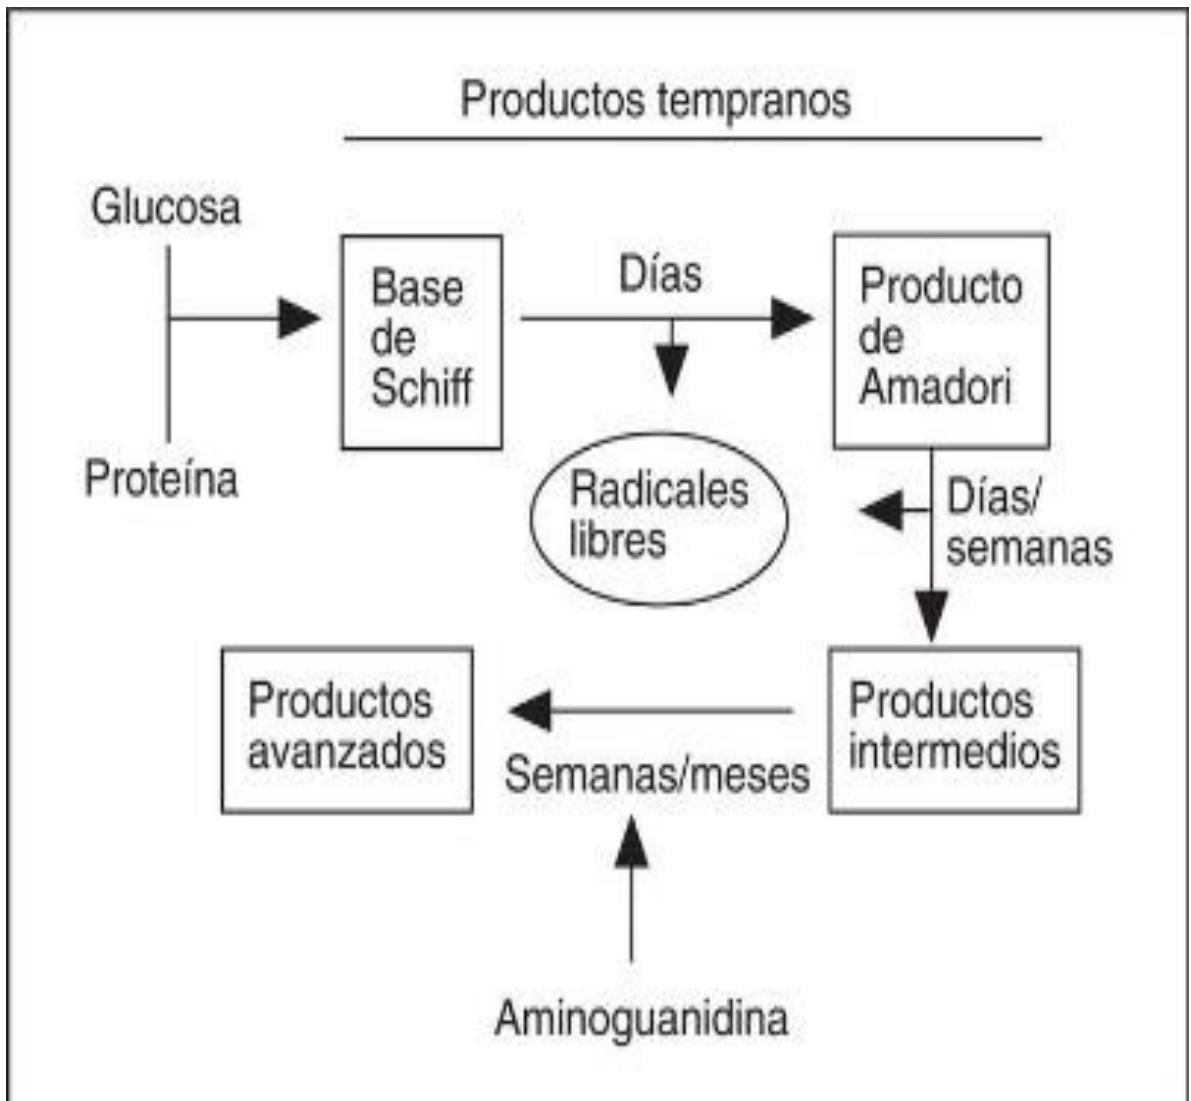 Productos tempranos
Glucosa
Proteína
Base
de
Schiff
Días
Producto
de
Amadori
Radicales
libres
Días/
semanas
Productos
intermedios
Semanas/meses
Productos
avanzados
Aminoguanidina